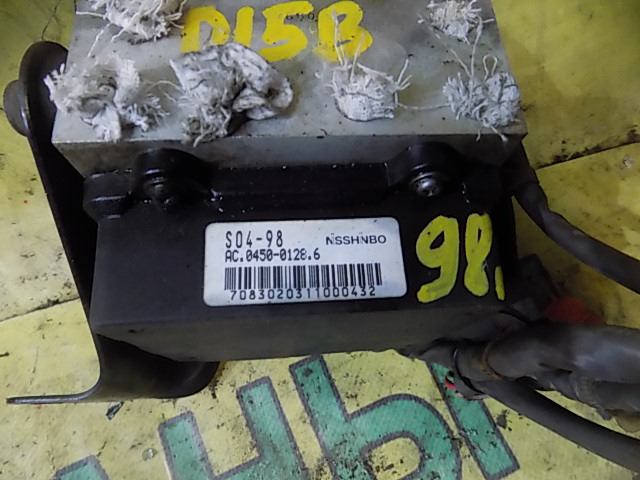 D15B
S04-98 NISSHINBO
AC.0450-0128.6
7083020311000432
98.